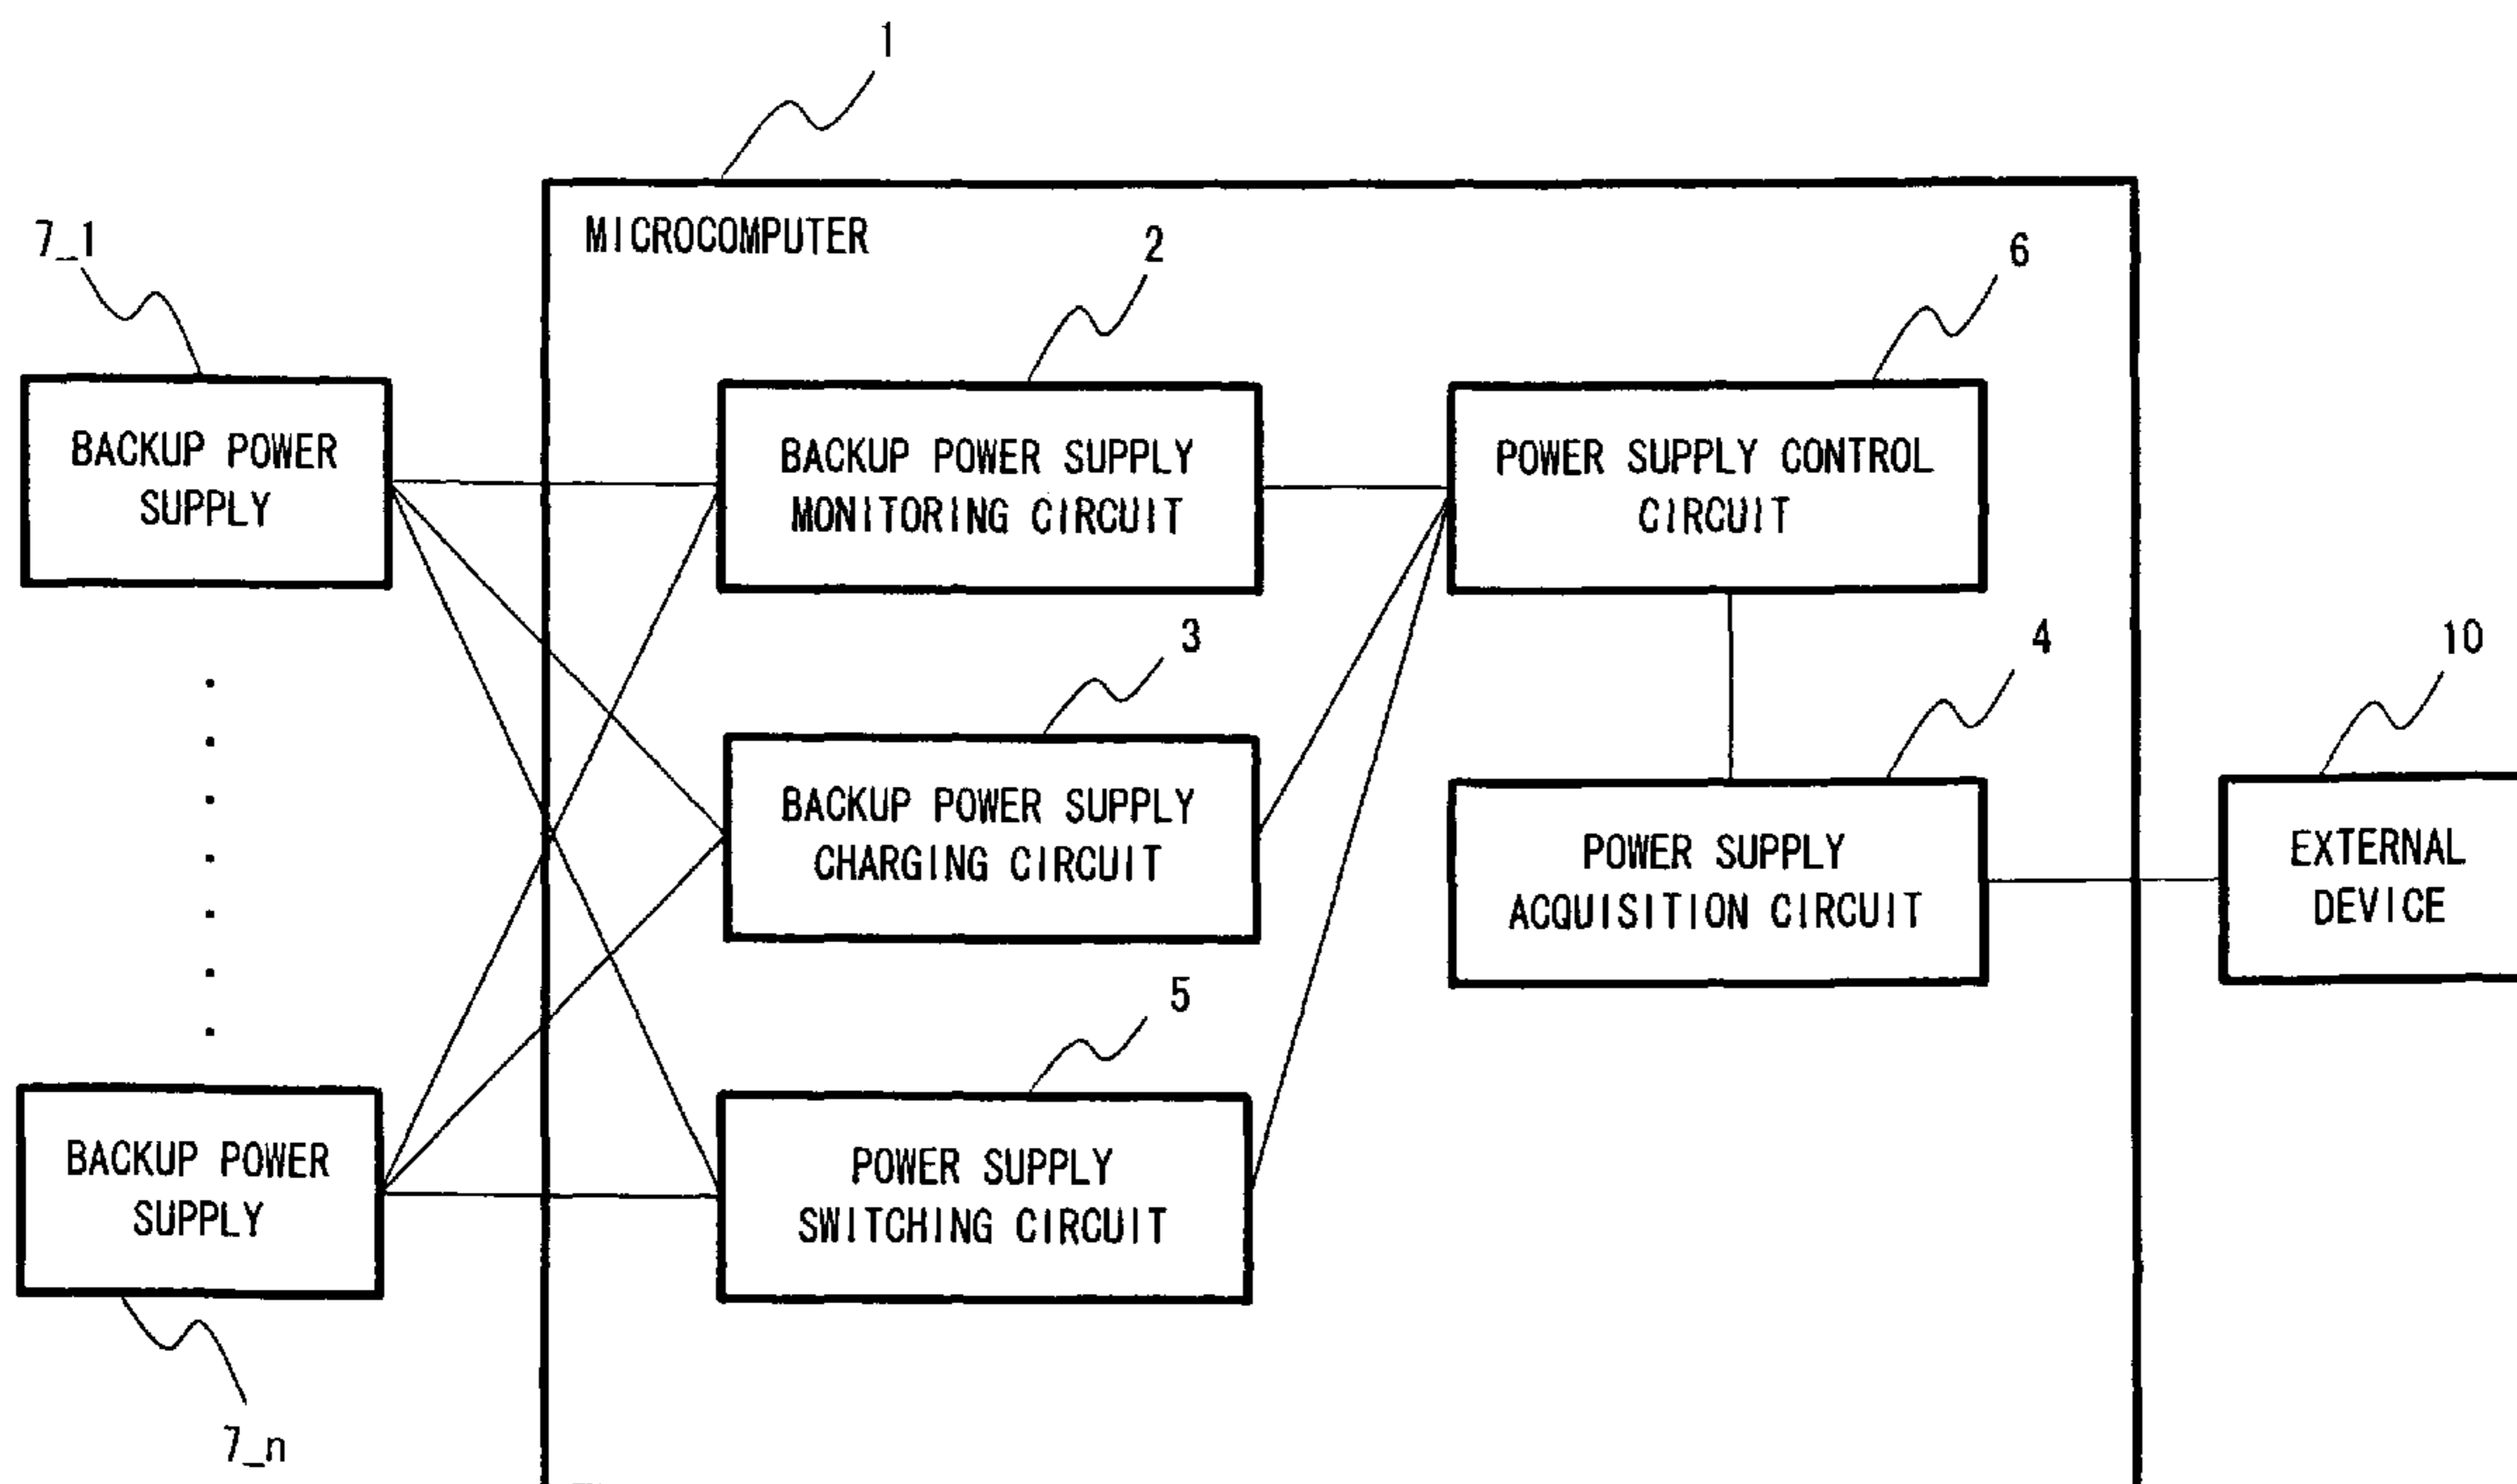 1
MICROCOMPUTER
7_1
2
6
BACKUP POWER
SUPPLY
BACKUP POWER SUPPLY
MONITORING CIRCUIT
POWER SUPPLY CONTROL
CIRCUIT
3
4
10
BACKUP POWER SUPPLY
CHARGING CIRCUIT
POWER SUPPLY
ACQUISITION CIRCUIT
EXTERNAL
DEVICE
5
BACKUP POWER
SUPPLY
POWER SUPPLY
SWITCHING CIRCUIT
7_n